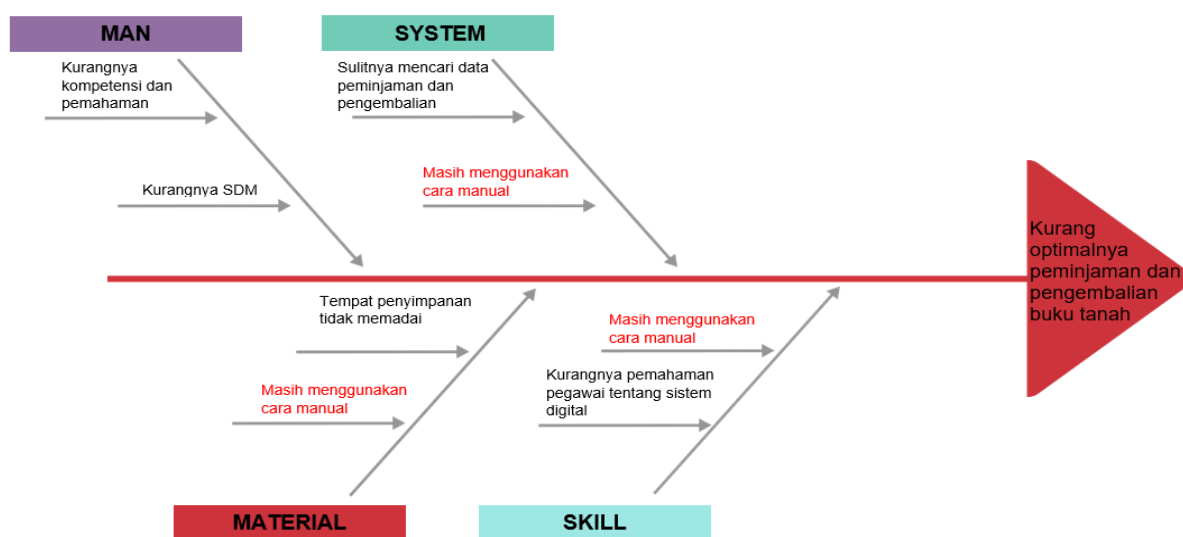 MAN
SYSTEM
Kurangnya
kompetensi dan
pemahaman
Sulitnya mencari data
peminjaman dan
pengembalian
Kurangnya SDM
Masih menggunakan
cara manual
Kurang
optimalnya
peminjaman dan
pengembalian
buku tanah
Tempat penyimpanan
tidak memadai
Masih menggunakan
cara manual
Masih menggunakan
cara manual
Kurangnya pemahaman
pegawai tentang sistem
digital
MATERIAL
SKILL